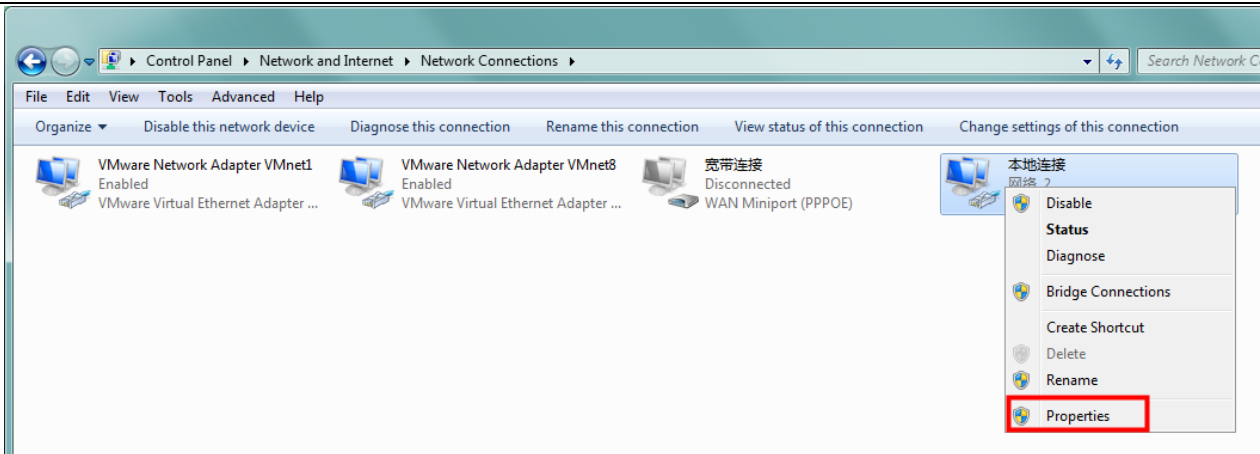 Control Panel ▸ Network and Internet ▸ Network Connections ▸
Search Network C
File Edit View Tools Advanced Help
Organize Disable this network device Diagnose this connection Rename this connection View status of this connection Change settings of this connection
VMware Network Adapter VMnet1
Enabled
VMware Virtual Ethernet Adapter ...
VMware Network Adapter VMnet8
Enabled
VMware Virtual Ethernet Adapter ...
宽带连接
Disconnected
WAN Miniport (PPPOE)
本地连接
网络 2
Disable
Status
Diagnose
Bridge Connections
Create Shortcut
Delete
Rename
Properties